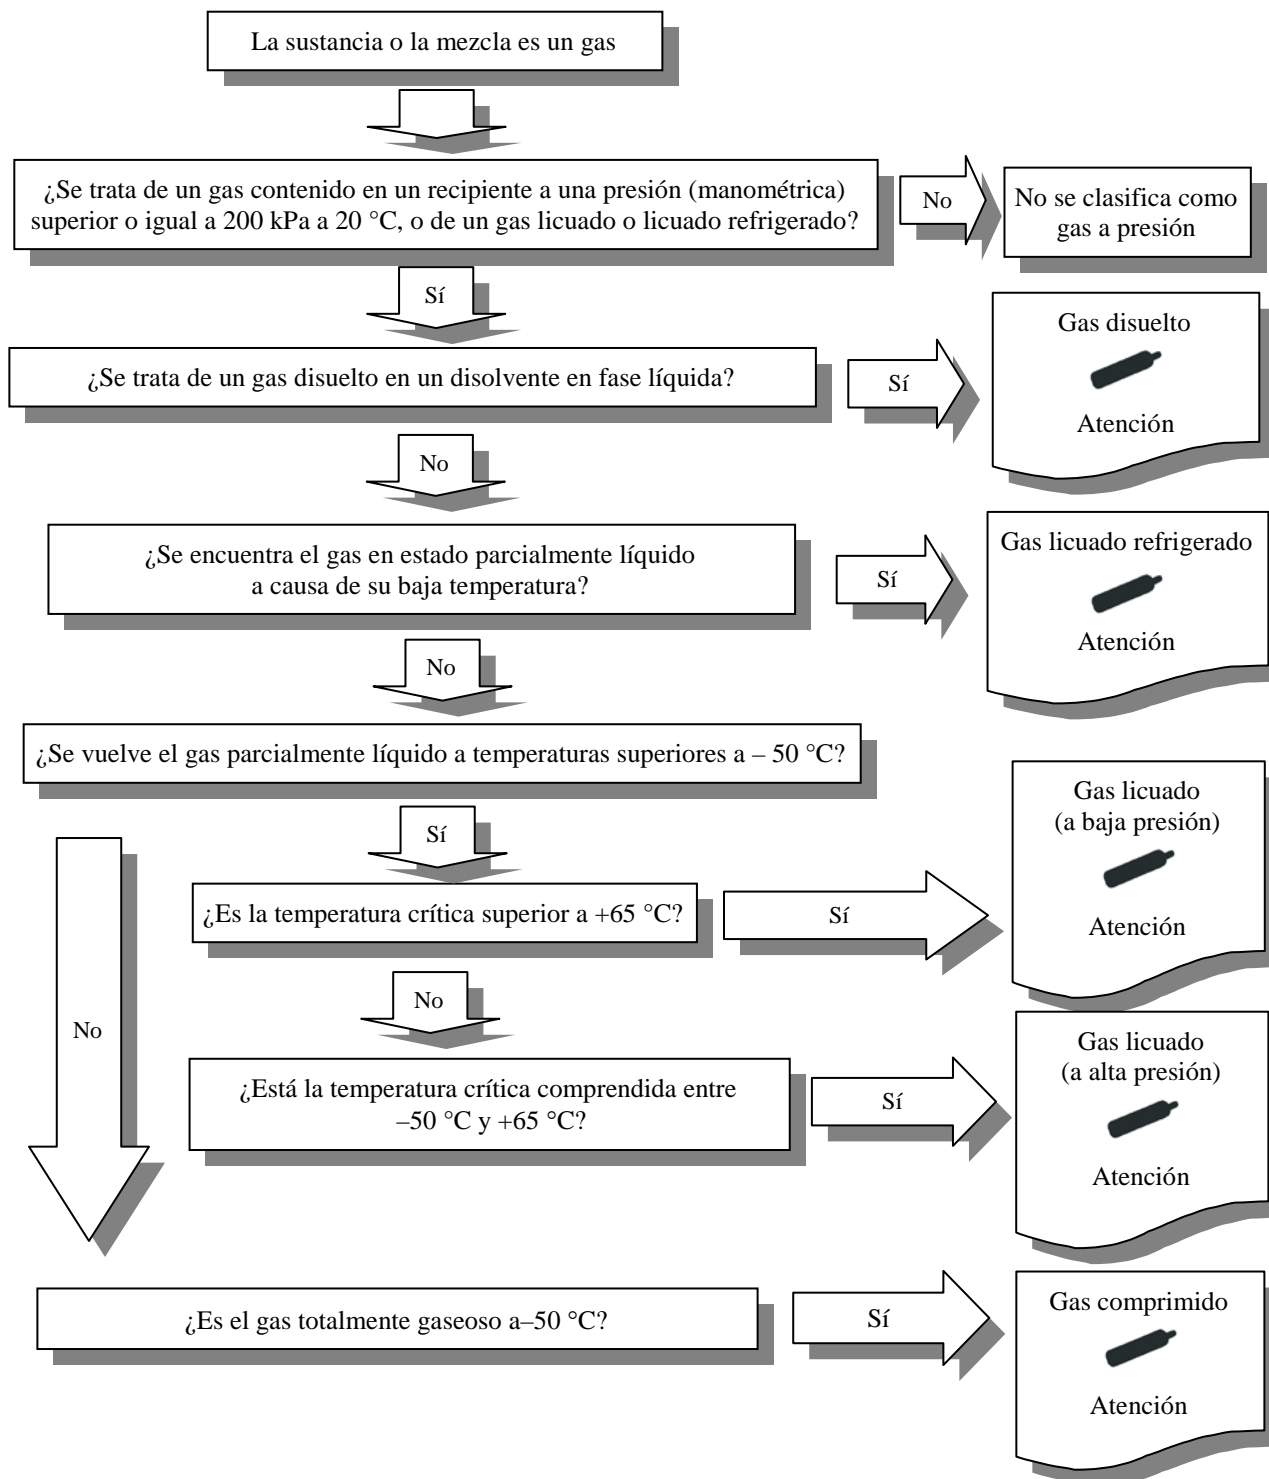 La sustancia o la mezcla es un gas
¿Se trata de un gas contenido en un recipiente a una presión (manométrica)
superior o igual a 200 kPa a 20 °C, o de un gas licuado o licuado refrigerado?
No
No se clasifica como
gas a presión
Sí
¿Se trata de un gas disuelto en un disolvente en fase líquida?
Sí
Gas disuelto
Atención
No
¿Se encuentra el gas en estado parcialmente líquido
a causa de su baja temperatura?
Sí
Gas licuado refrigerado
Atención
No
¿Se vuelve el gas parcialmente líquido a temperaturas superiores a – 50 °C?
Sí
¿Es la temperatura crítica superior a +65 °C?
Sí
Gas licuado
(a baja presión)
Atención
No
No
¿Está la temperatura crítica comprendida entre
–50 °C y +65 °C?
Sí
Gas licuado
(a alta presión)
Atención
¿Es el gas totalmente gaseoso a–50 °C?
Sí
Gas comprimido
Atención